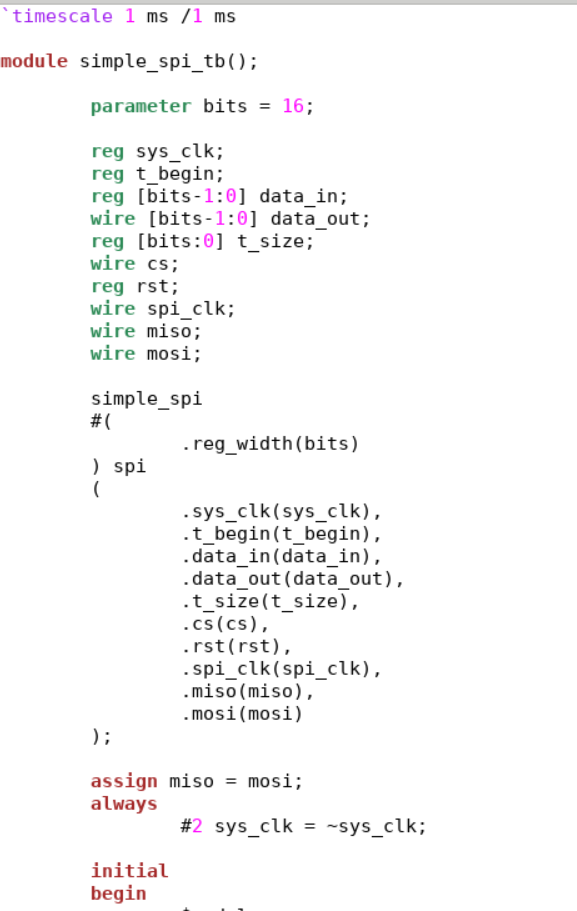 `timescale 1 ms /1 ms
module simple_spi_tb();
parameter bits = 16;
reg sys_clk;
reg t_begin;
reg [bits-1:0] data_in;
wire [bits-1:0] data_out;
reg [bits:0] t_size;
wire cs;
reg rst;
wire spi_clk;
wire miso;
wire mosi;
simple_spi
#(
.reg_width(bits)
) spi
(
.sys_clk(sys_clk),
.t_begin(t_begin),
.data_in(data_in),
.data_out(data_out),
.t_size(t_size),
.cs(cs),
.rst(rst),
.spi_clk(spi_clk),
.miso(miso),
.mosi(mosi)
);
assign miso = mosi;
always
#2 sys_clk = ~sys_clk;
initial
begin